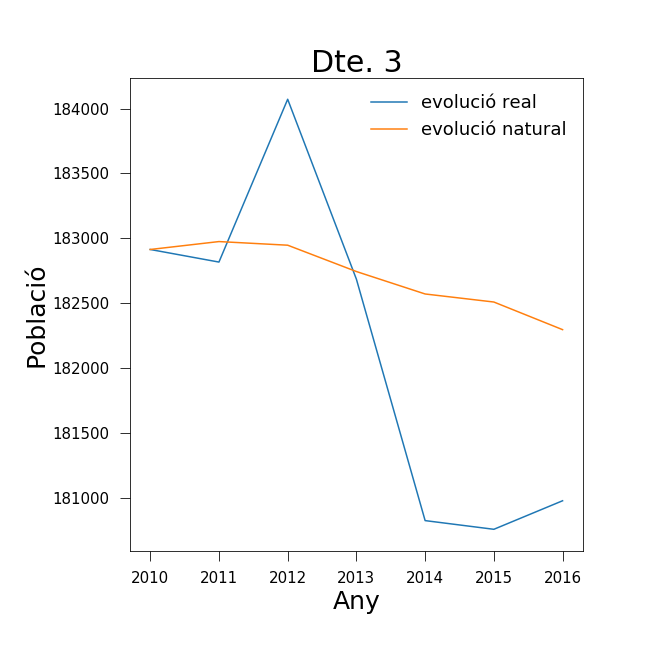 Dte. 3
evolució real
evolució natural
184000
183500
183000
182500
182000
181500
181000
Població
2010 2011 2012 2013 2014 2015 2016
Any